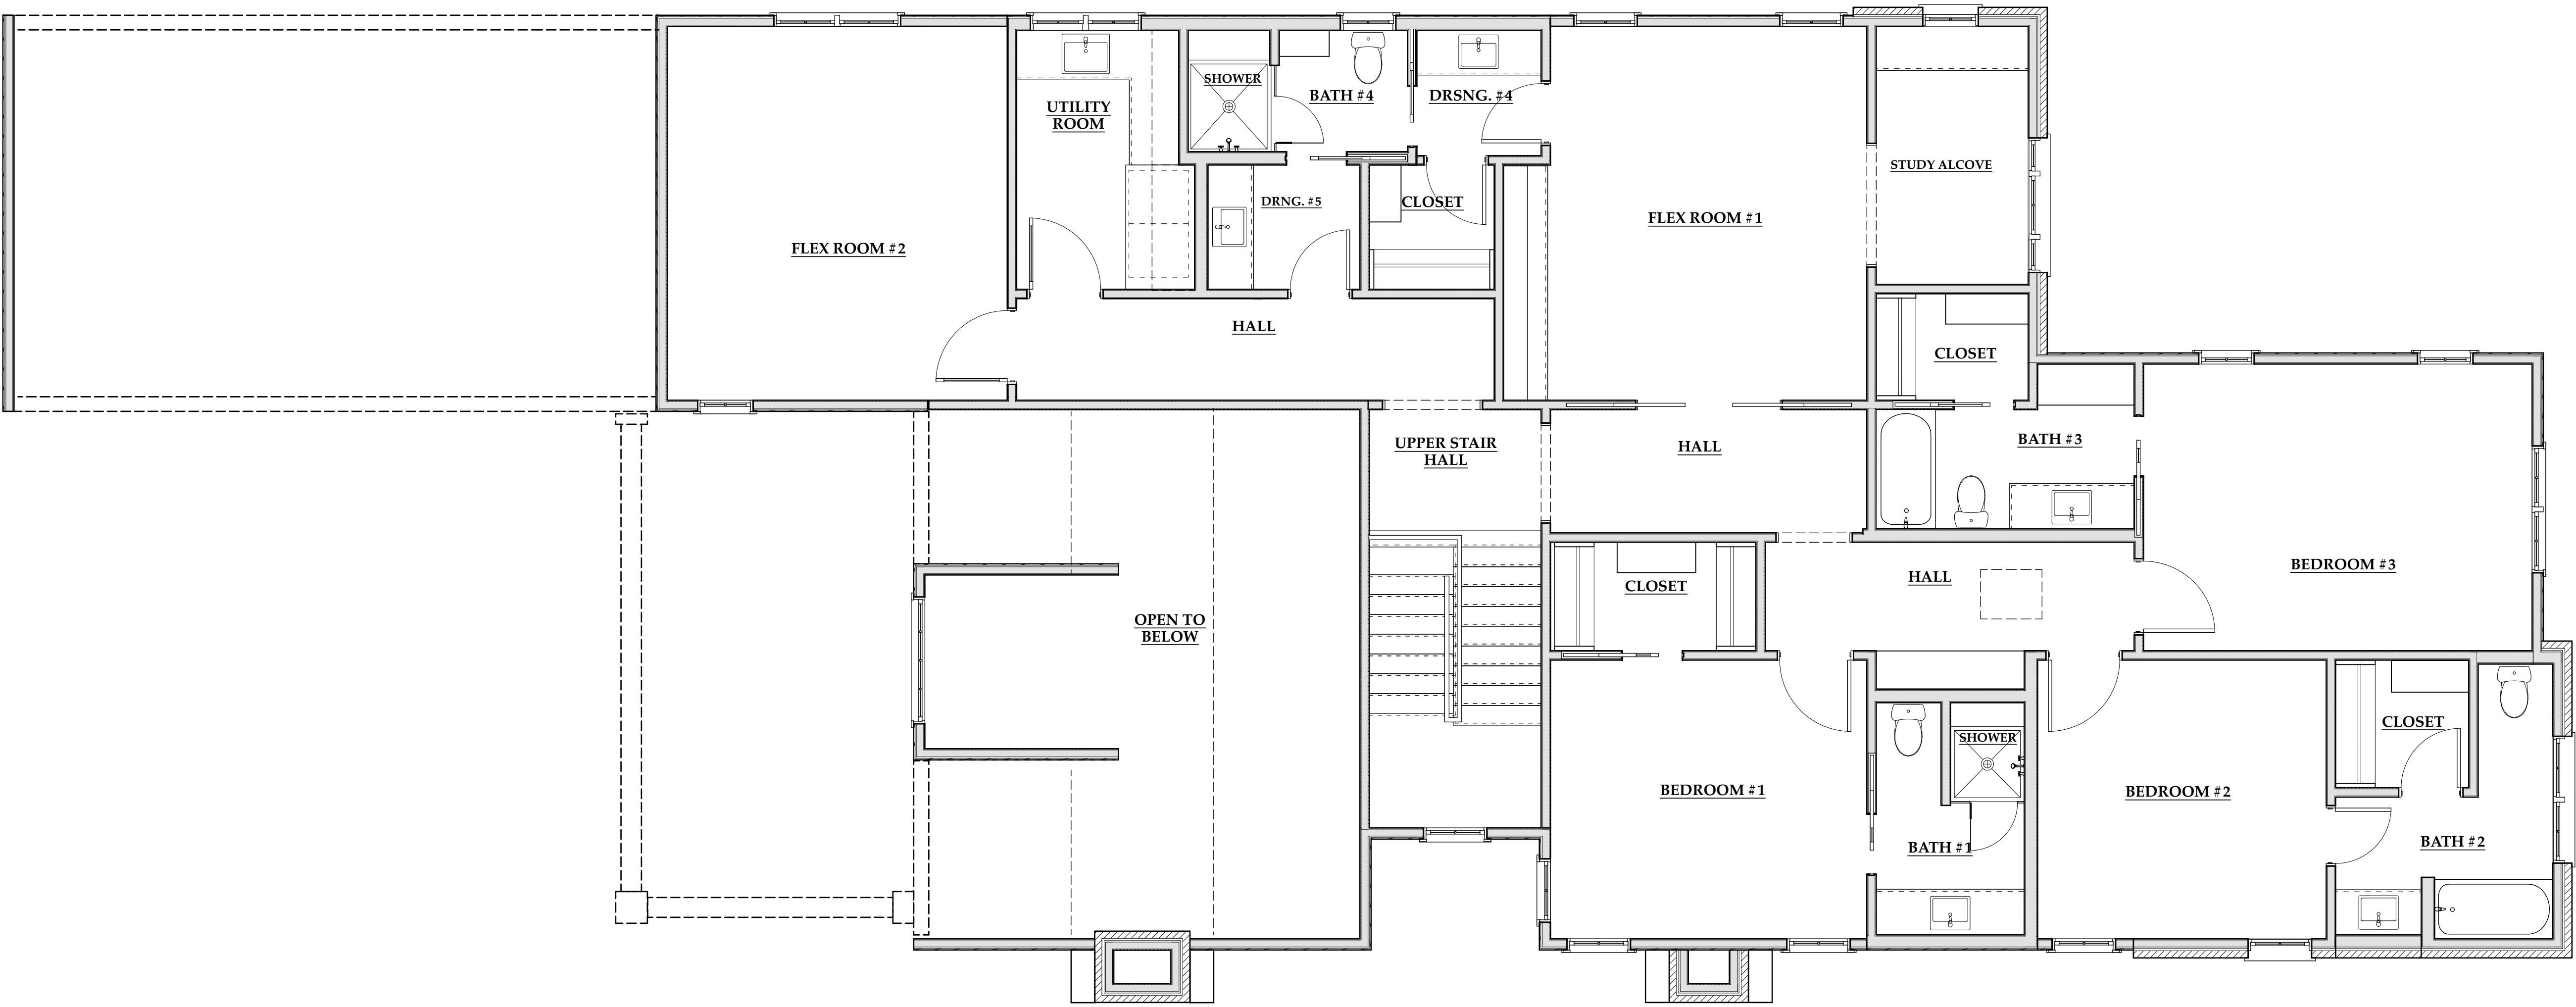 SHOWER
BATH #4
DRSNG. #4
UTILITY
ROOM
STUDY ALCOVE
DRNG. #5
CLOSET
FLEX ROOM #1
FLEX ROOM #2
HALL
CLOSET
UPPER STAIR
HALL
HALL
BATH #3
BEDROOM #3
HALL
CLOSET
OPEN TO
BELOW
CLOSET
SHOWER
BEDROOM #1
BEDROOM #2
BATH #1
BATH #2